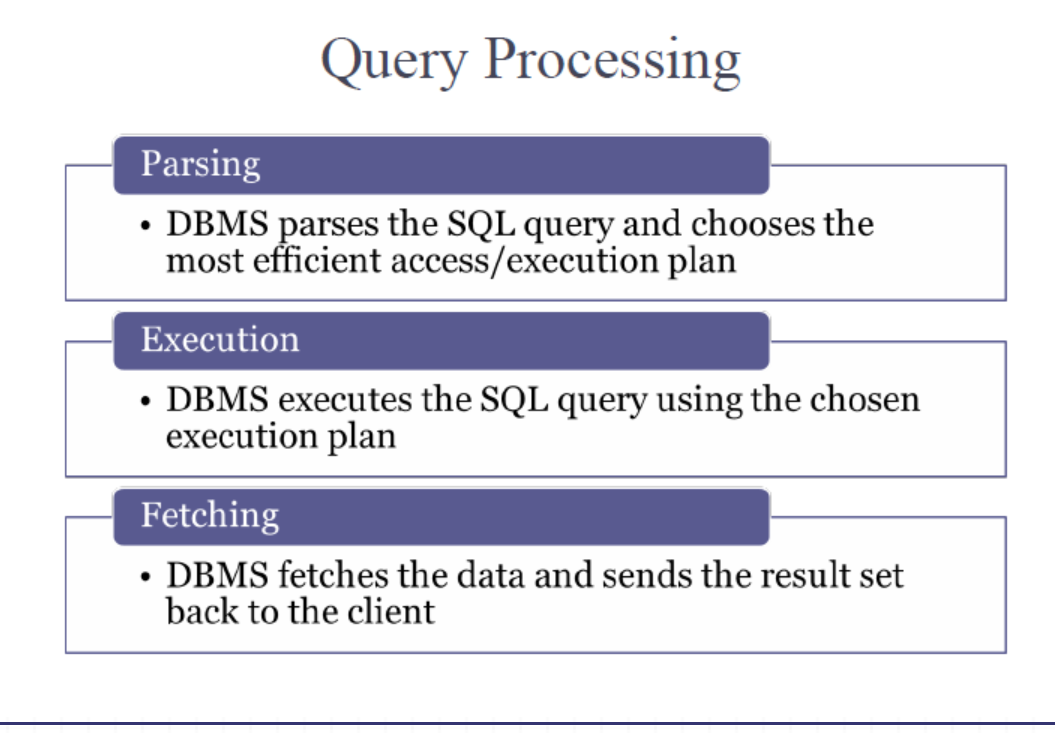 Query Processing
Parsing
• DBMS parses the SQL query and chooses the
most efficient access/execution plan
Execution
• DBMS executes the SQL query using the chosen
execution plan
Fetching
• DBMS fetches the data and sends the result set
back to the client